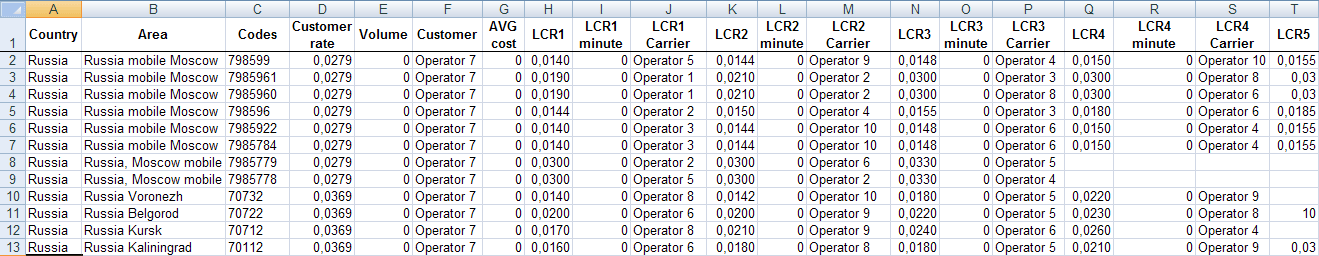 A B C D E F G H I J K L M N O P Q R S T
1 Country Area Codes Customer rate Volume Customer AVG cost LCR1 LCR1 minute LCR1 Carrier LCR2 LCR2 minute LCR2 Carrier LCR3 LCR3 minute LCR3 Carrier LCR4 LCR4 minute LCR4 Carrier LCR5
2 Russia Russia mobile Moscow 798599 0,0279 0 Operator 7 0 0,0140 0 Operator 5 0,0144 0 Operator 9 0,0148 0 Operator 4 0,0150 0 Operator 10 0,0155
3 Russia Russia mobile Moscow 7985961 0,0279 0 Operator 7 0 0,0190 0 Operator 1 0,0210 0 Operator 2 0,0300 0 Operator 3 0,0300 0 Operator 8 0,03
4 Russia Russia mobile Moscow 7985960 0,0279 0 Operator 7 0 0,0190 0 Operator 1 0,0210 0 Operator 2 0,0300 0 Operator 8 0,0300 0 Operator 6 0,03
5 Russia Russia mobile Moscow 798596 0,0279 0 Operator 7 0 0,0144 0 Operator 2 0,0150 0 Operator 4 0,0155 0 Operator 3 0,0180 0 Operator 6 0,0185
6 Russia Russia mobile Moscow 7985922 0,0279 0 Operator 7 0 0,0140 0 Operator 3 0,0144 0 Operator 10 0,0148 0 Operator 6 0,0150 0 Operator 4 0,0155
7 Russia Russia mobile Moscow 7985784 0,0279 0 Operator 7 0 0,0140 0 Operator 3 0,0144 0 Operator 10 0,0148 0 Operator 6 0,0150 0 Operator 4 0,0155
8 Russia Russia, Moscow mobile 7985779 0,0279 0 Operator 7 0 0,0300 0 Operator 2 0,0300 0 Operator 6 0,0330 0 Operator 5
9 Russia Russia, Moscow mobile 7985778 0,0279 0 Operator 7 0 0,0300 0 Operator 5 0,0300 0 Operator 2 0,0330 0 Operator 4
10 Russia Russia Voronezh 70732 0,0369 0 Operator 7 0 0,0140 0 Operator 8 0,0142 0 Operator 10 0,0180 0 Operator 5 0,0220 0 Operator 9
11 Russia Russia Belgorod 70722 0,0369 0 Operator 7 0 0,0200 0 Operator 6 0,0200 0 Operator 9 0,0220 0 Operator 5 0,0230 0 Operator 8 10
12 Russia Russia Kursk 70712 0,0369 0 Operator 7 0 0,0170 0 Operator 8 0,0210 0 Operator 9 0,0240 0 Operator 6 0,0260 0 Operator 4
13 Russia Russia Kaliningrad 70112 0,0369 0 Operator 7 0 0,0160 0 Operator 6 0,0180 0 Operator 8 0,0180 0 Operator 5 0,0210 0 Operator 9 0,03